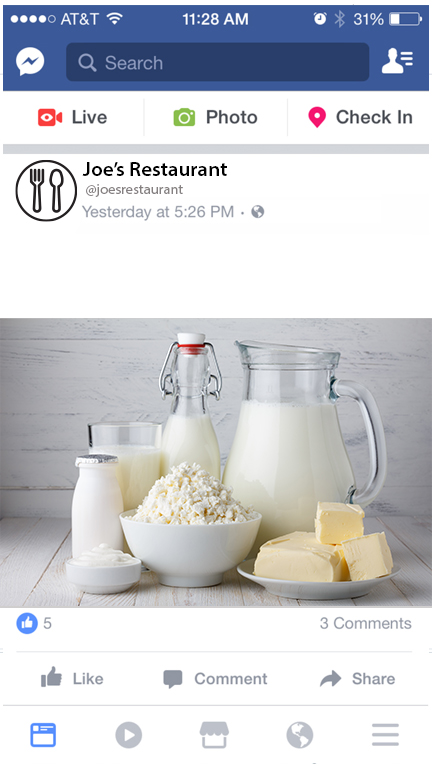 AT&T 11:28 AM 31%
Search
Live Photo Check In
Joe's Restaurant
@joesrestaurant
Yesterday at 5:26 PM ·
5 3 Comments
Like Comment Share